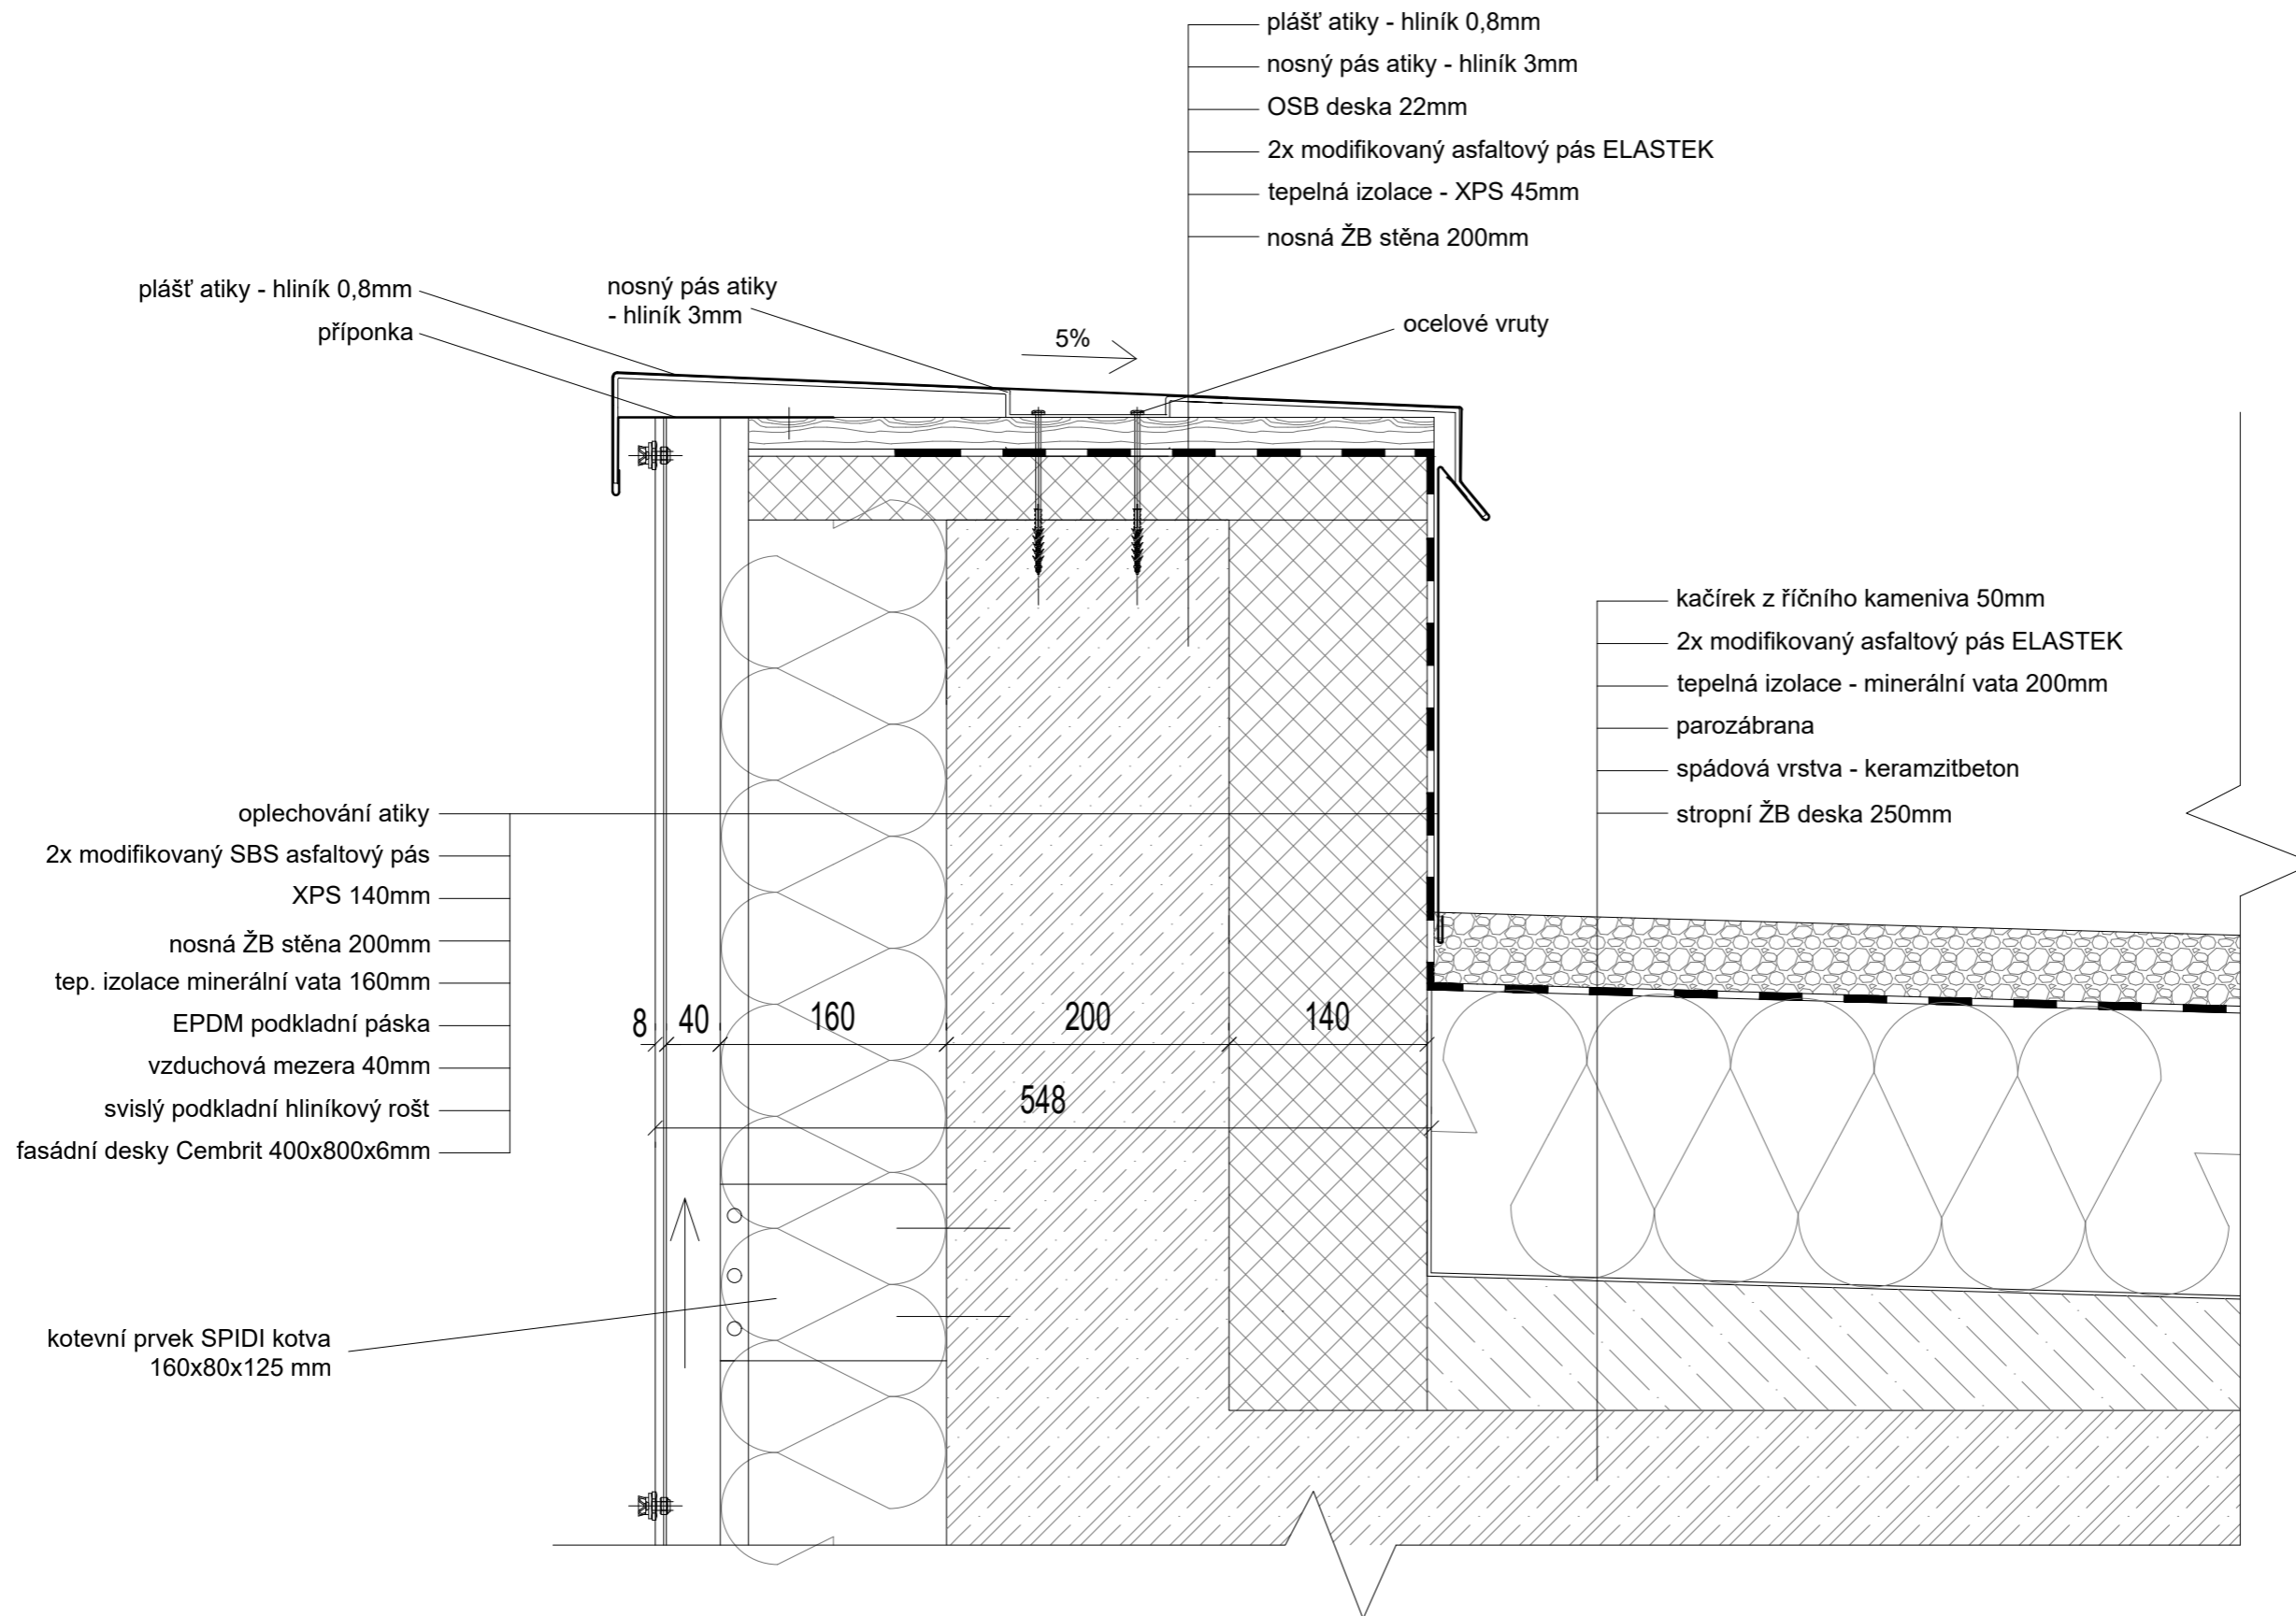 plášť atiky - hliník 0,8mm
nosný pás atiky - hliník 3mm
OSB deska 22mm
2x modifikovaný asfaltový pás ELASTEK
tepelná izolace - XPS 45mm
nosná ŽB stěna 200mm
plášť atiky - hliník 0,8mm
příponka
nosný pás atiky
- hliník 3mm
5%
ocelové vruty
kačírek z říčního kameniva 50mm
2x modifikovaný asfaltový pás ELASTEK
tepelná izolace - minerální vata 200mm
parozábrana
spádová vrstva - keramzitbeton
stropní ŽB deska 250mm
oplechování atiky
2x modifikovaný SBS asfaltový pás
XPS 140mm
nosná ŽB stěna 200mm
tep. izolace minerální vata 160mm
EPDM podkladní páska
vzduchová mezera 40mm
svislý podkladní hliníkový rošt
fasádní desky Cembrit 400x800x6mm
8 40 160 200 140
548
kotevní prvek SPIDI kotva
160x80x125 mm